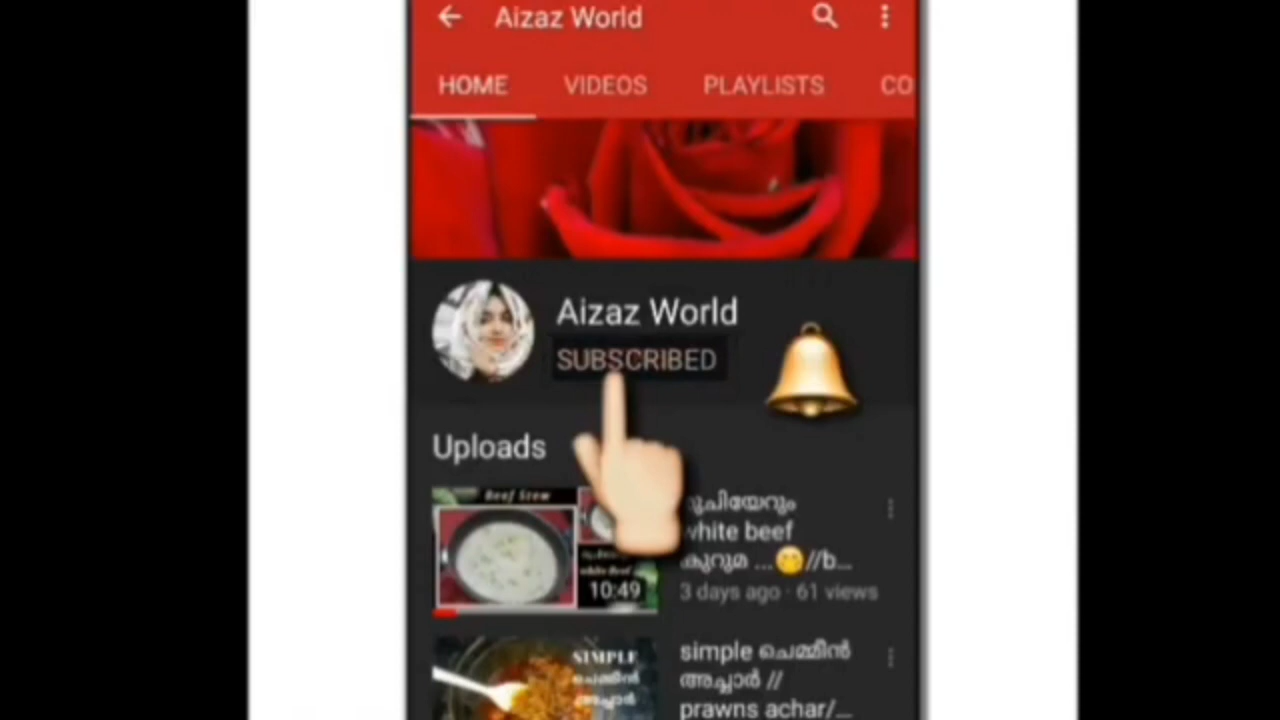 Aizaz World
HOME VIDEOS PLAYLISTS CO
Aizaz World
SUBSCRIBED
Uploads
Beef Stew
10:49
രുചിയേറും
white beef
കുറുമ ...🤭//b...
3 days ago · 61 views
SIMPLE
ചെമ്മീൻ
അച്ചാർ
simple ചെമ്മീൻ
അച്ചാർ //
prawns achar/...